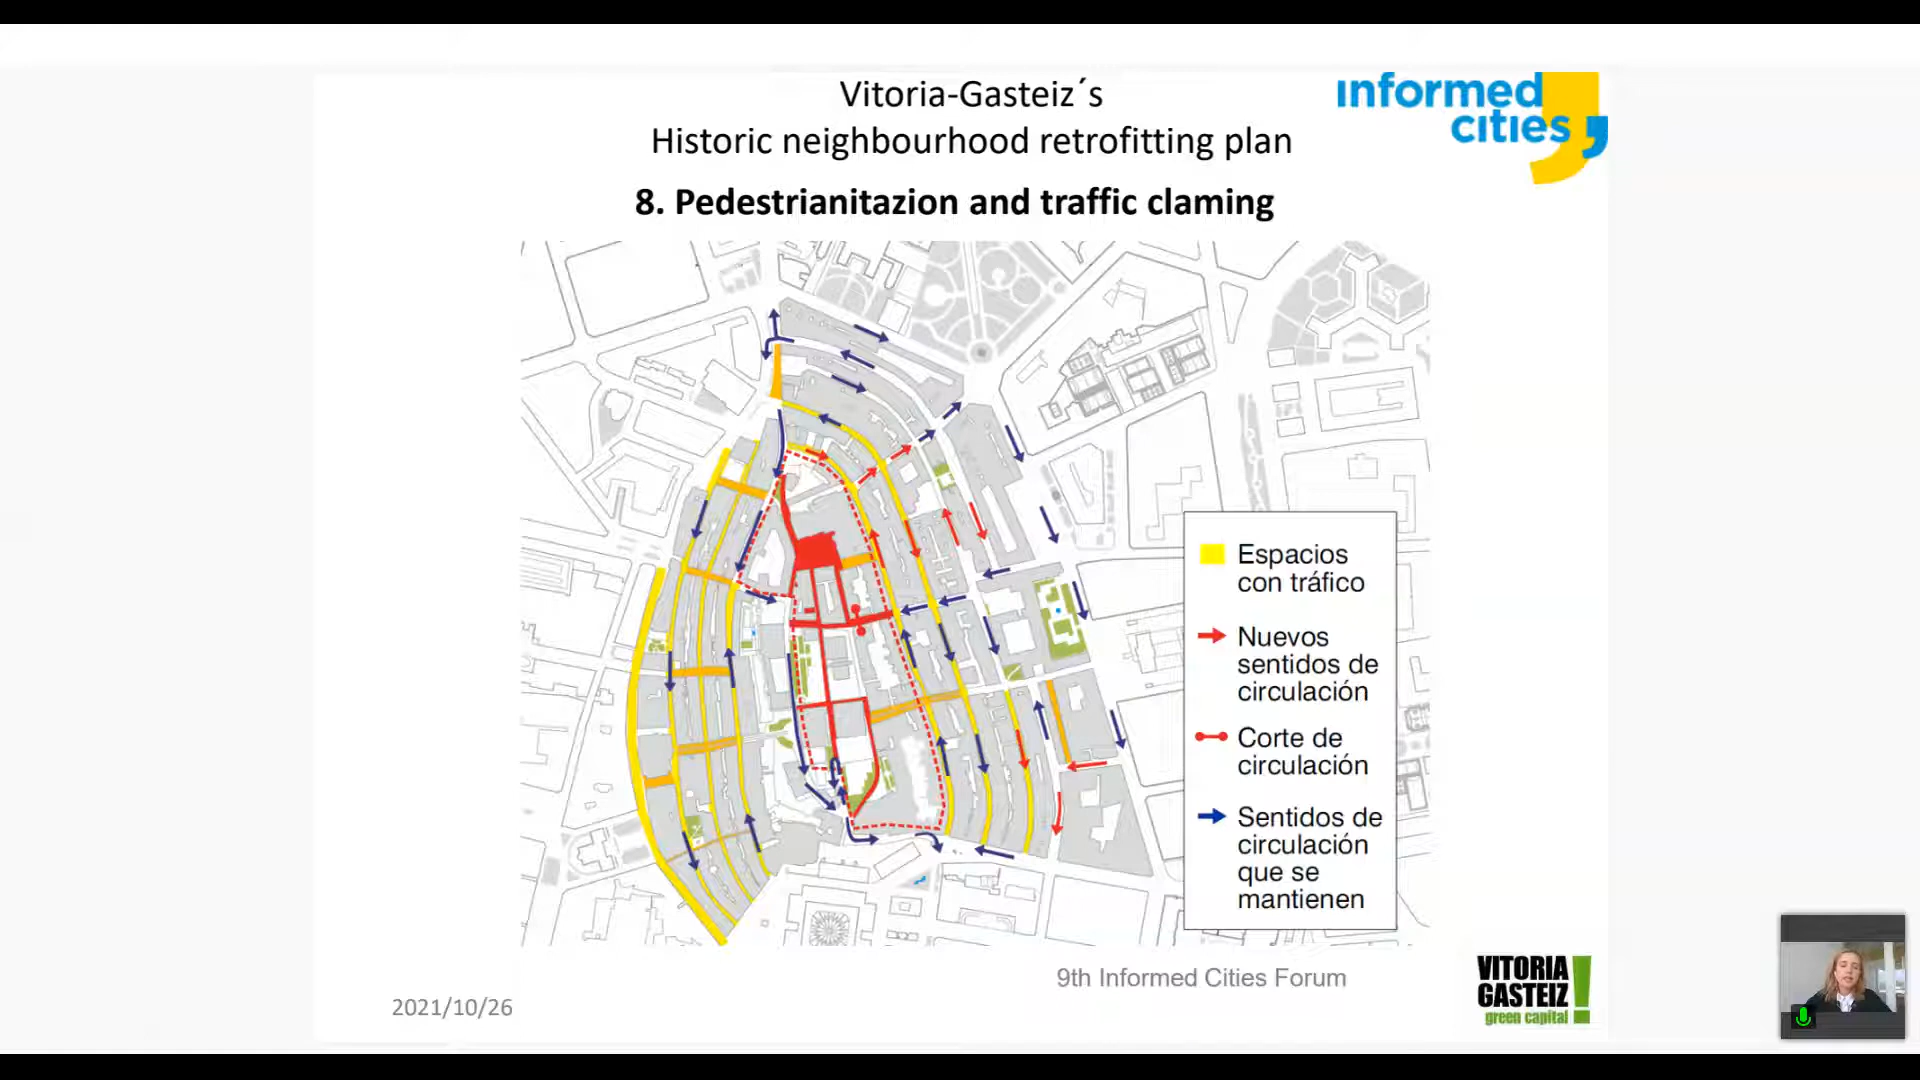 Vitoria-Gasteiz´s
Historic neighbourhood retrofitting plan
informed
cities
8. Pedestrianitazion and traffic claming
Espacios
con tráfico
Nuevos
sentidos de
circulación
Corte de
circulación
Sentidos de
circulación
que se
mantienen
9th Informed Cities Forum
2021/10/26
VITORIA
GASTEIZ
green capital